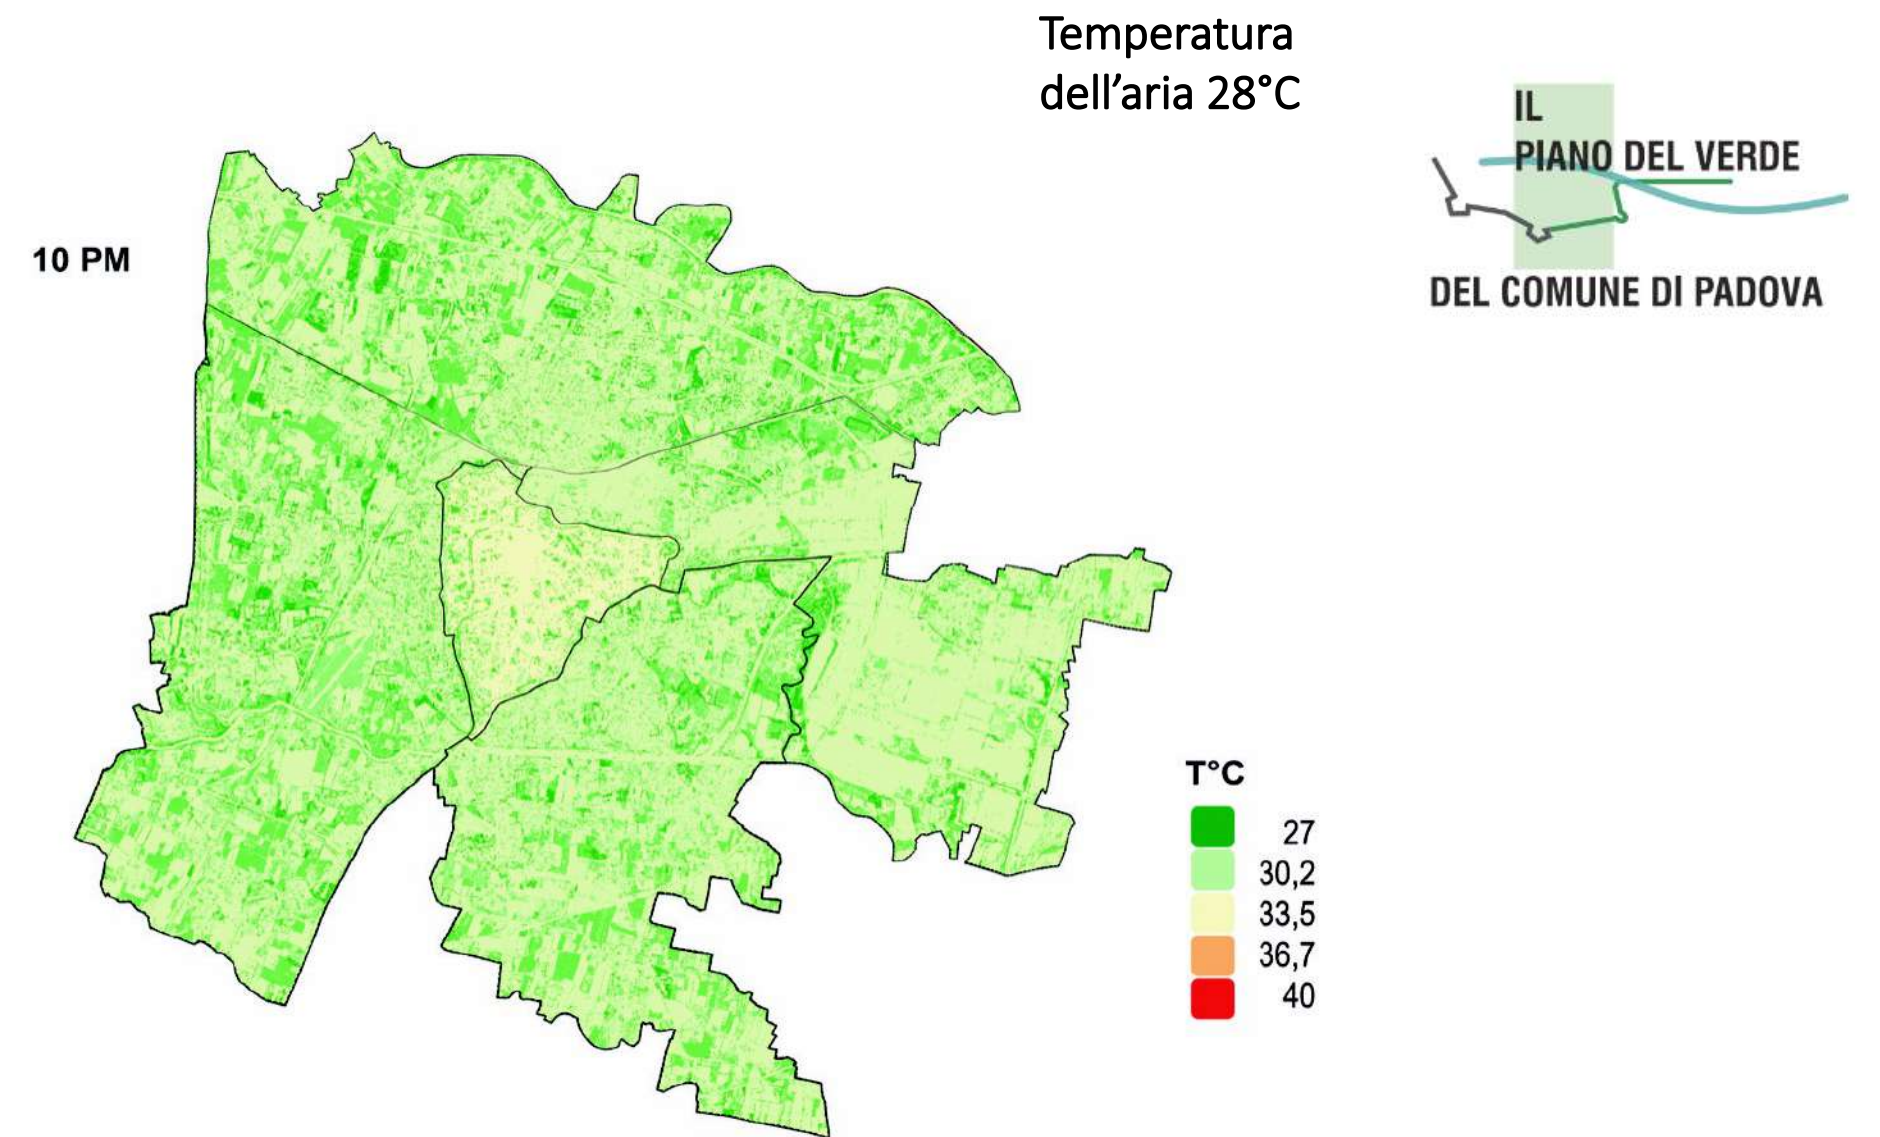 Temperatura
dell’aria 28°C
IL
PIANO DEL VERDE
DEL COMUNE DI PADOVA
10 PM
T°C
27
30,2
33,5
36,7
40